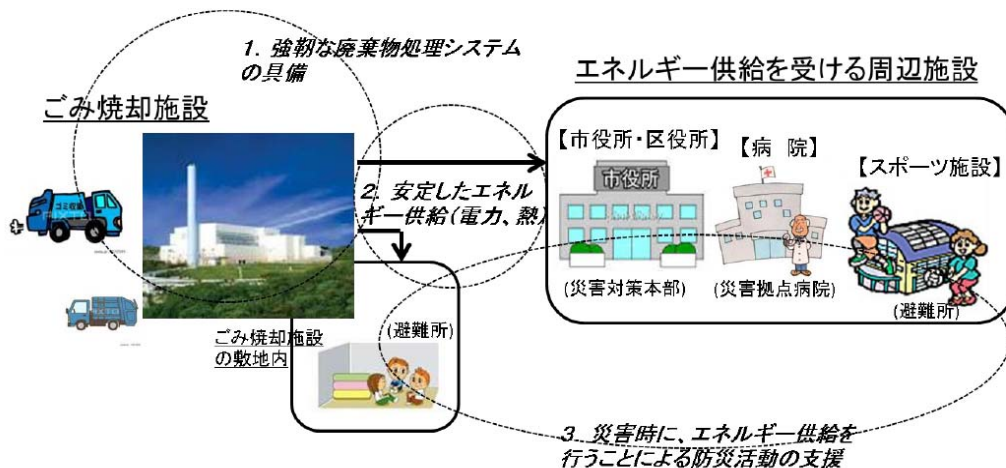 1. 強靭な廃棄物処理システム
の具備
エネルギー供給を受ける周辺施設
ごみ焼却施設
【市役所・区役所】
【病 院】
【スポーツ施設】
市役所
2. 安定したエネル
ギー供給(電力、熱)
(災害対策本部)
(災害拠点病院)
(避難所)
(避難所)
ごみ焼却施設
の敷地内
3. 災害時に、エネルギー供給を
行うことによる防災活動の支援